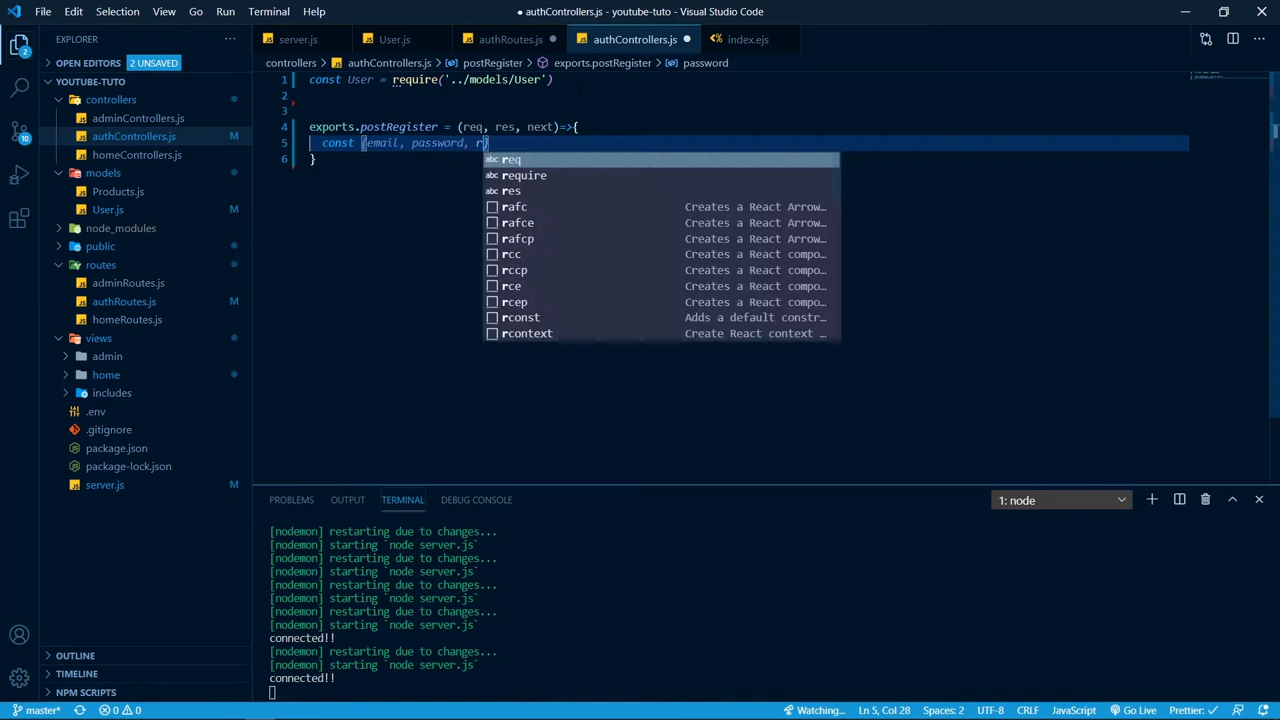 File Edit Selection View Go Run Terminal Help
● authControllers.js - youtube-tuto - Visual Studio Code
EXPLORER
server.js
User.js
authRoutes.js
authControllers.js
index.ejs
OPEN EDITORS 2 UNSAVED
controllers > authControllers.js > postRegister > exports.postRegister > password
YOUTUBE-TUTO
controllers
adminControllers.js
authControllers.js M
homeControllers.js
models
Products.js
User.js M
node_modules
public
routes
adminRoutes.js
authRoutes.js M
homeRoutes.js
views
admin
home
includes
.env
.gitignore
package.json
package-lock.json
server.js M
OUTLINE
TIMELINE
NPM SCRIPTS
2
10
1 const User = require('../models/User')
2
3
4 exports.postRegister = (req, res, next)=>{
5 const {email, password, r}
6 }
abc req
abc require
abc res
rafc Creates a React Arrow…
rafce Creates a React Arrow…
rafcp Creates a React Arrow…
rcc Creates a React compo…
rccp Creates a React compo…
rce Creates a React compo…
rcep Creates a React compo…
rconst Adds a default constr…
rcontext Create React context …
PROBLEMS OUTPUT TERMINAL DEBUG CONSOLE
1: node
[nodemon] restarting due to changes...
[nodemon] starting `node server.js`
[nodemon] restarting due to changes...
[nodemon] starting `node server.js`
[nodemon] restarting due to changes...
[nodemon] starting `node server.js`
[nodemon] restarting due to changes...
[nodemon] starting `node server.js`
connected!!
[nodemon] restarting due to changes...
[nodemon] starting `node server.js`
connected!!
master* 0 0 Watching... Ln 5, Col 28 Spaces: 2 UTF-8 CRLF JavaScript Go Live Prettier: ✓